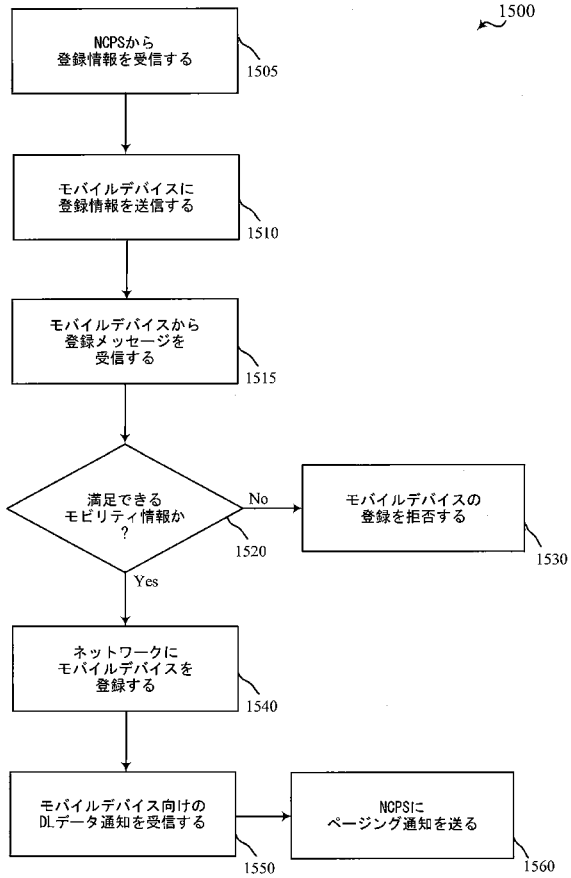 1500
NCPSから
登録情報を受信する
1505
モバイルデバイスに
登録情報を送信する
1510
モバイルデバイスから
登録メッセージを
受信する
1515
満足できる
モビリティ情報か
?
1520
No
モバイルデバイスの
登録を拒否する
1530
Yes
ネットワークに
モバイルデバイスを
登録する
1540
モバイルデバイス向けの
DLデータ通知を受信する
1550
NCPSに
ページング通知を送る
1560